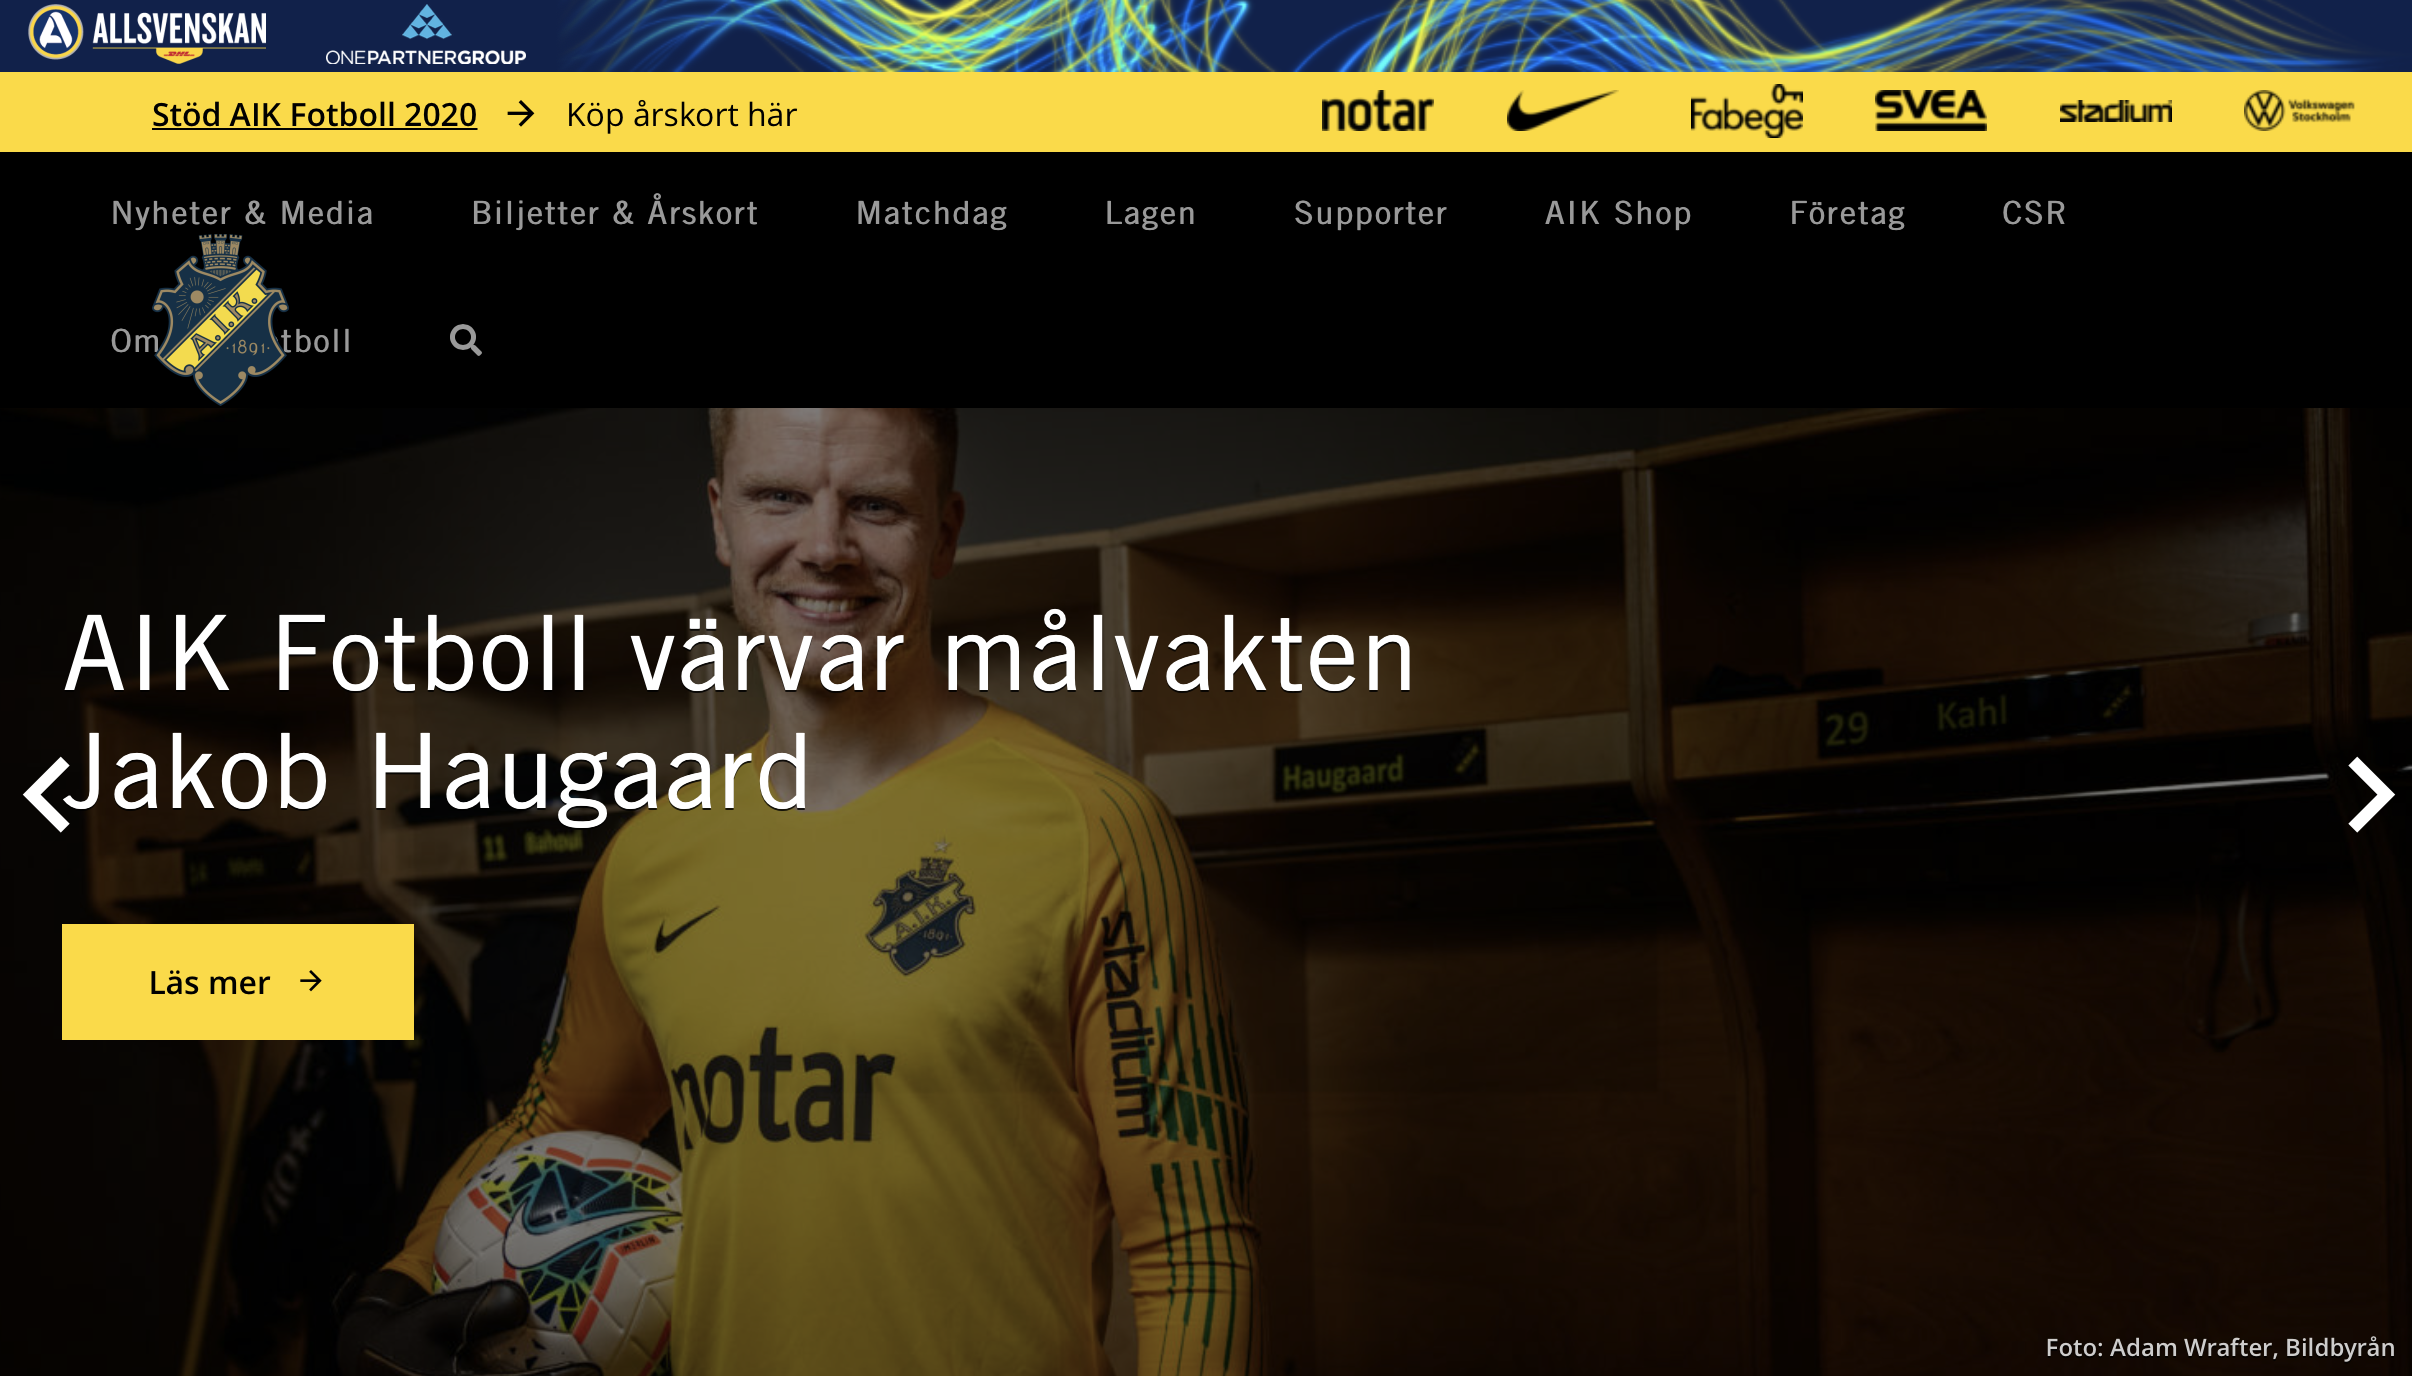 ALLSVENSKAN
DHL
ONEPARTNERGROUP
Stöd AIK Fotboll 2020 → Köp årskort här
notar
Fabege
SVEA
stadium
Volkswagen
Stockholm
Nyheter & Media Biljetter & Årskort Matchdag Lagen Supporter AIK Shop Företag CSR
A.I.K.
1891
Om tboll
AIK Fotboll värvar målvakten
Jakob Haugaard
29 Kahl
Haugaard
11 Bahoui
A.I.K.
1891
stadium
Läs mer →
notar
MERLIN
Foto: Adam Wrafter, Bildbyrån